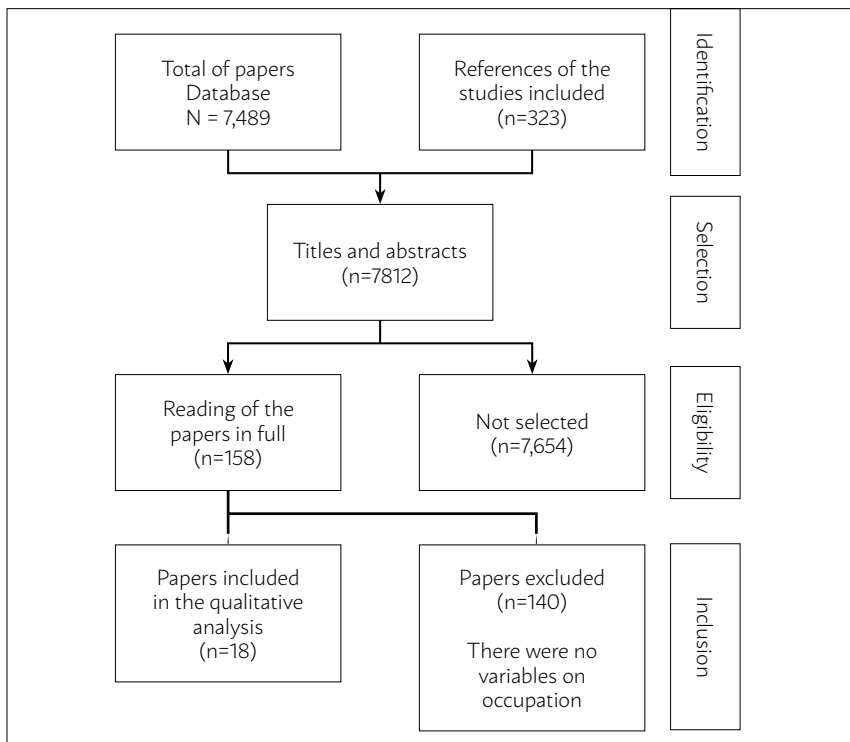 Total of papers
Database
N = 7,489
References of the
studies included
(n=323)
Identification
Titles and abstracts
(n=7812)
Selection
Reading of the
papers in full
(n=158)
Not selected
(n=7,654)
Eligibility
Papers included
in the qualitative
analysis
(n=18)
Papers excluded
(n=140)
There were no
variables on
occupation
Inclusion